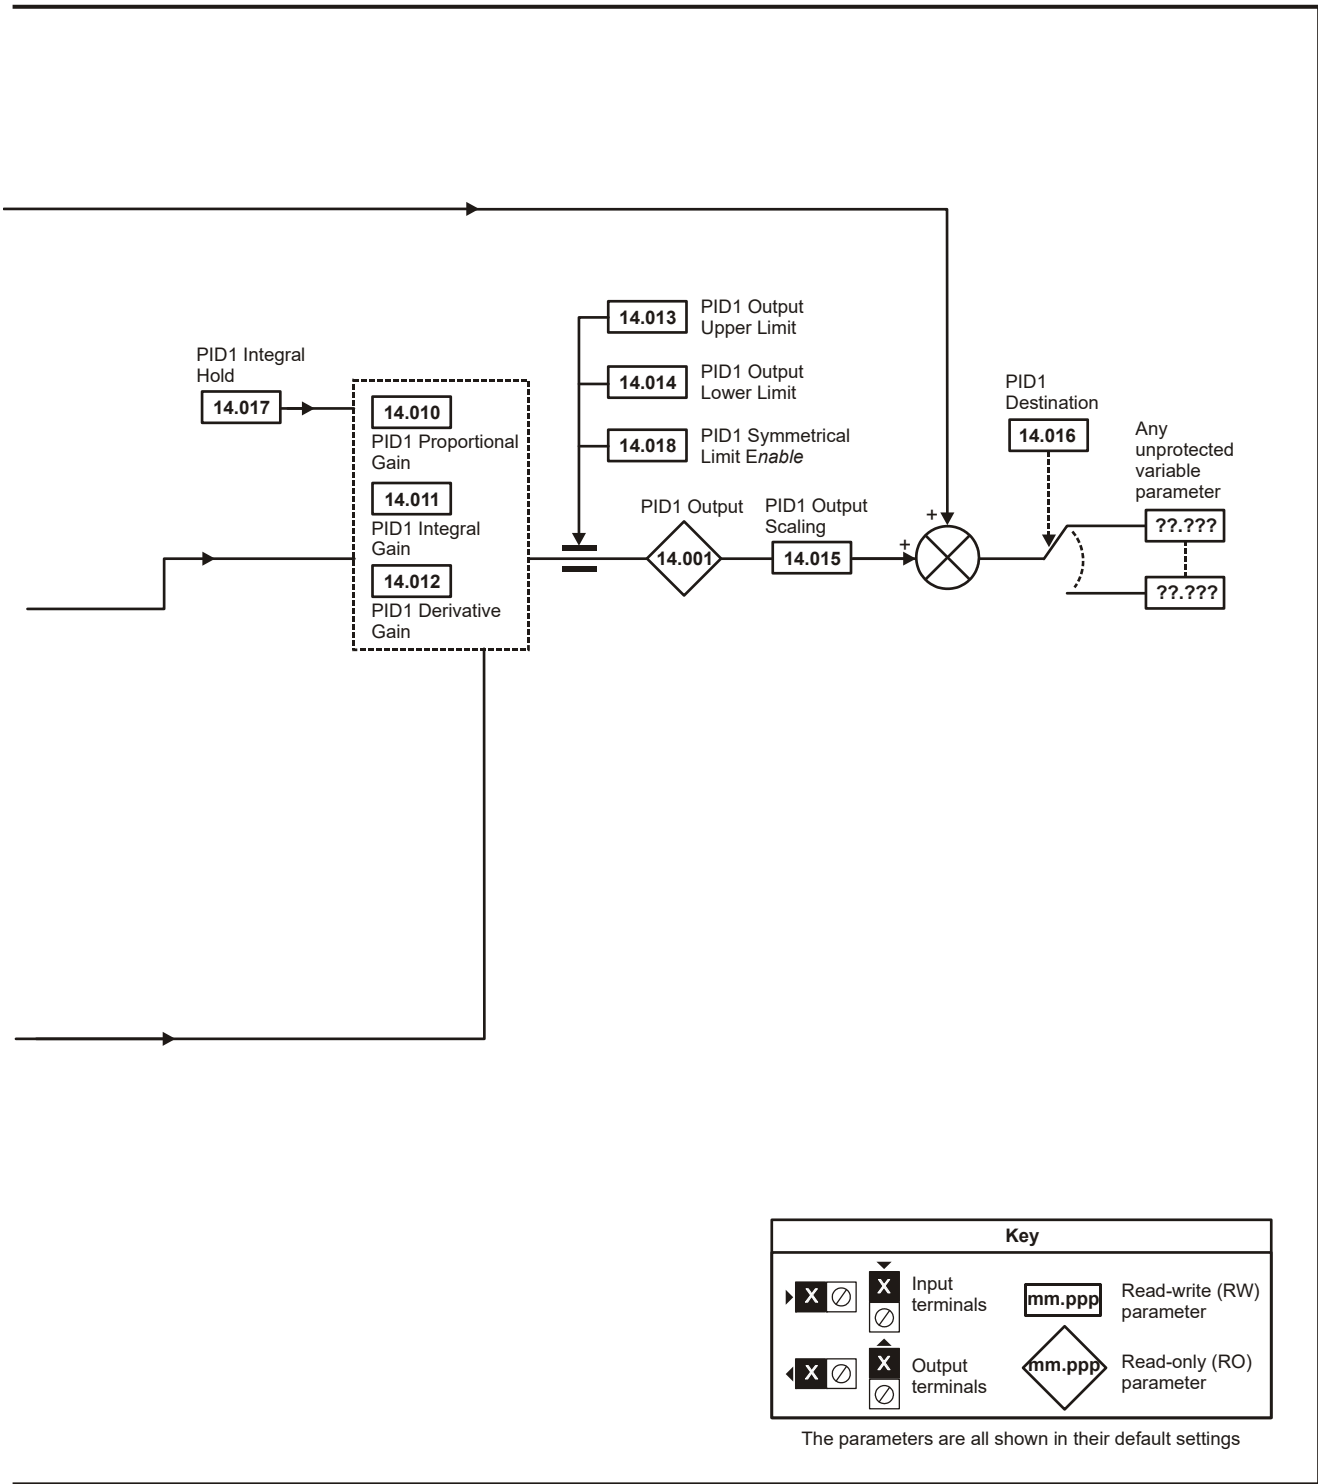 14.013
PID1 Output
Upper Limit
14.014
PID1 Output
Lower Limit
14.018
PID1 Symmetrical
Limit Enable
PID1 Integral
Hold
14.017
14.010
PID1 Proportional
Gain
14.011
PID1 Integral
Gain
14.012
PID1 Derivative
Gain
PID1 Output
14.001
PID1 Output
Scaling
14.015
+
+
PID1
Destination
14.016
Any
unprotected
variable
parameter
??.???
??.???
Key
X
X
Input
terminals
mm.ppp
Read-write (RW)
parameter
X
X
Output
terminals
mm.ppp
Read-only (RO)
parameter
The parameters are all shown in their default settings